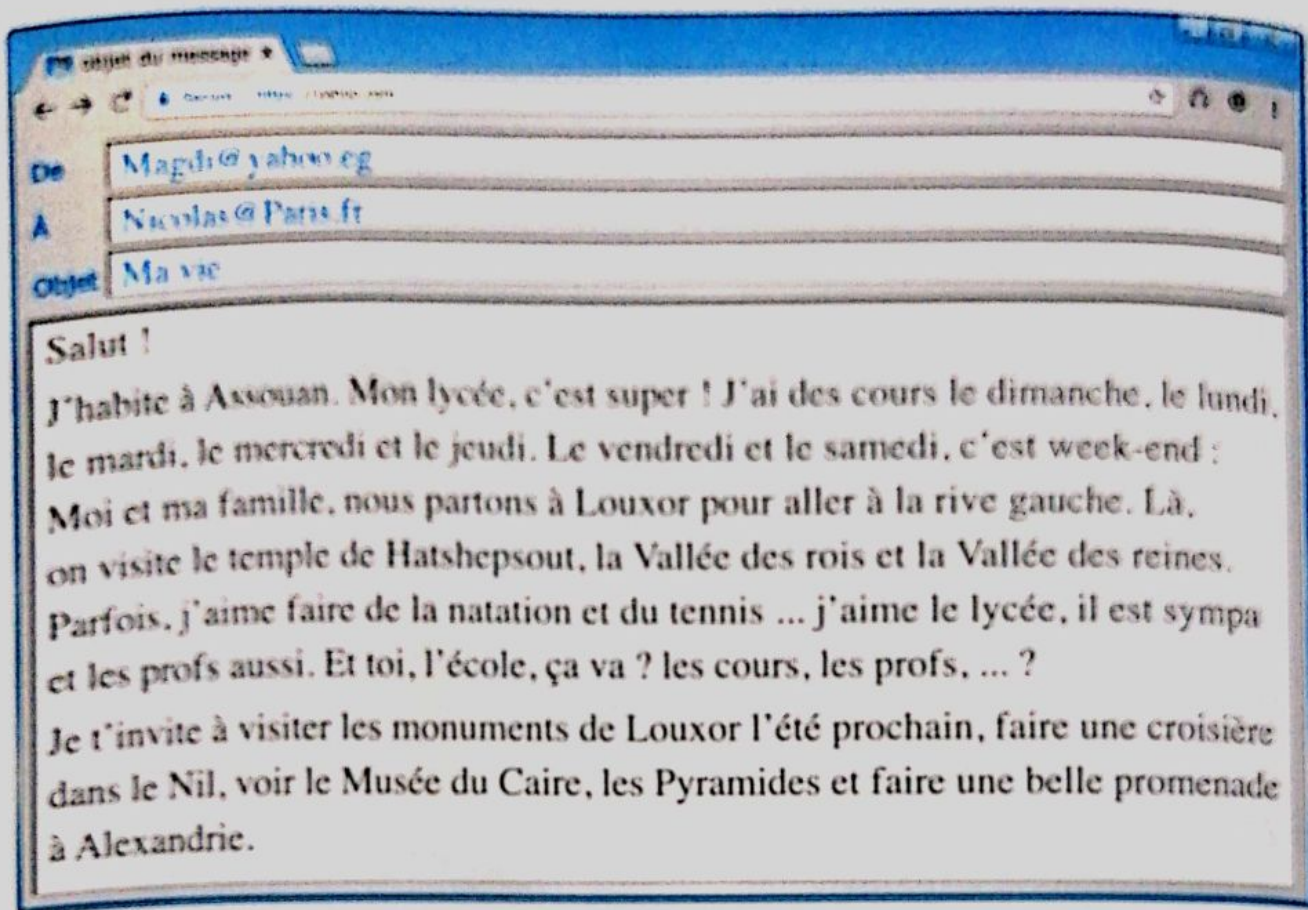 objet du message
De Magdi@yahoo.eg
À Nicolas@Paris.fr
Objet Ma vie
Salut !
J'habite à Assouan. Mon lycée, c'est super ! J'ai des cours le dimanche, le lundi,
le mardi, le mercredi et le jeudi. Le vendredi et le samedi, c'est week-end :
Moi et ma famille, nous partons à Louxor pour aller à la rive gauche. Là,
on visite le temple de Hatshepsout, la Vallée des rois et la Vallée des reines.
Parfois, j'aime faire de la natation et du tennis ... j'aime le lycée, il est sympa
et les profs aussi. Et toi, l'école, ça va ? les cours, les profs, ... ?
Je t'invite à visiter les monuments de Louxor l'été prochain, faire une croisière
dans le Nil, voir le Musée du Caire, les Pyramides et faire une belle promenade
à Alexandrie.